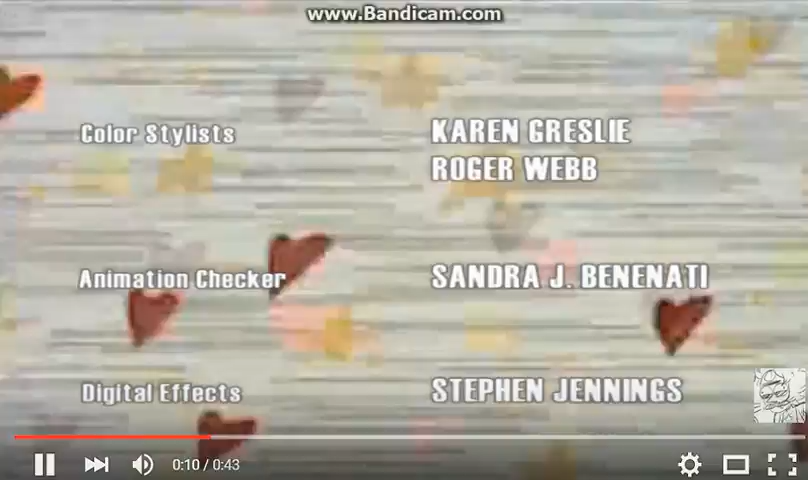 www.Bandicam.com
Color Stylists KAREN GRESLIE
ROGER WEBB
Animation Checker SANDRA J. BENENATI
Digital Effects STEPHEN JENNINGS
0:10 / 0:43